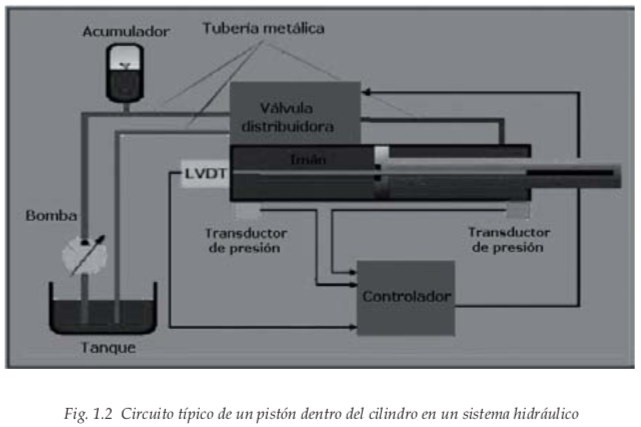 Acumulador
Tubería metálica
Válvula
distribuidora
Imán
LVDT
Bomba
Transductor
de presión
Transductor
de presión
Controlador
Tanque
Fig. 1.2 Circuito típico de un pistón dentro del cilindro en un sistema hidráulico